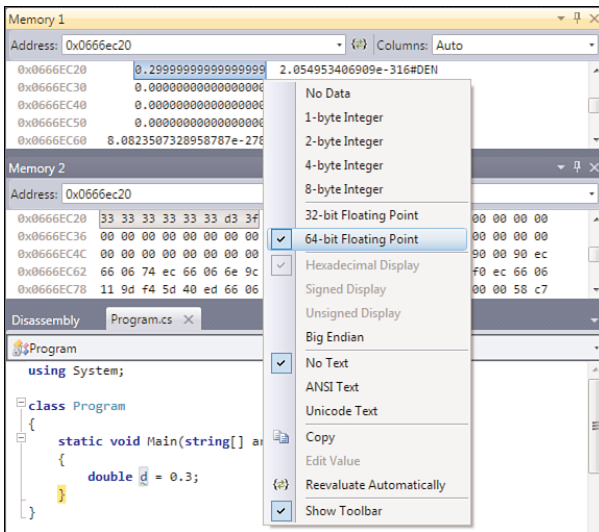 Memory 1
Address: 0x0666ec20 Columns: Auto
0x0666EC20 0.29999999999999999 2.054953406909e-316#DEN
0x0666EC30 0.0000000000000000
0x0666EC40 0.0000000000000000
0x0666EC50 0.0000000000000000
0x0666EC60 8.0823507328958787e-278
Memory 2
Address: 0x0666ec20
0x0666EC20 33 33 33 33 33 33 d3 3f 00 00 00 00
0x0666EC36 00 00 00 00 00 00 00 00 00 00 00 00
0x0666EC4C 00 00 00 00 00 00 00 00 90 00 90 ec
0x0666EC62 66 06 74 ec 66 06 6e 9c f0 ec 66 06
0x0666EC78 11 9d f4 5d 40 ed 66 06 00 00 58 c7
No Data
1-byte Integer
2-byte Integer
4-byte Integer
8-byte Integer
32-bit Floating Point
64-bit Floating Point
Hexadecimal Display
Signed Display
Unsigned Display
Big Endian
No Text
ANSI Text
Unicode Text
Copy
Edit Value
Reevaluate Automatically
Show Toolbar
Disassembly Program.cs
Program
using System;
class Program
{
static void Main(string[] ar
{
double d = 0.3;
}
}